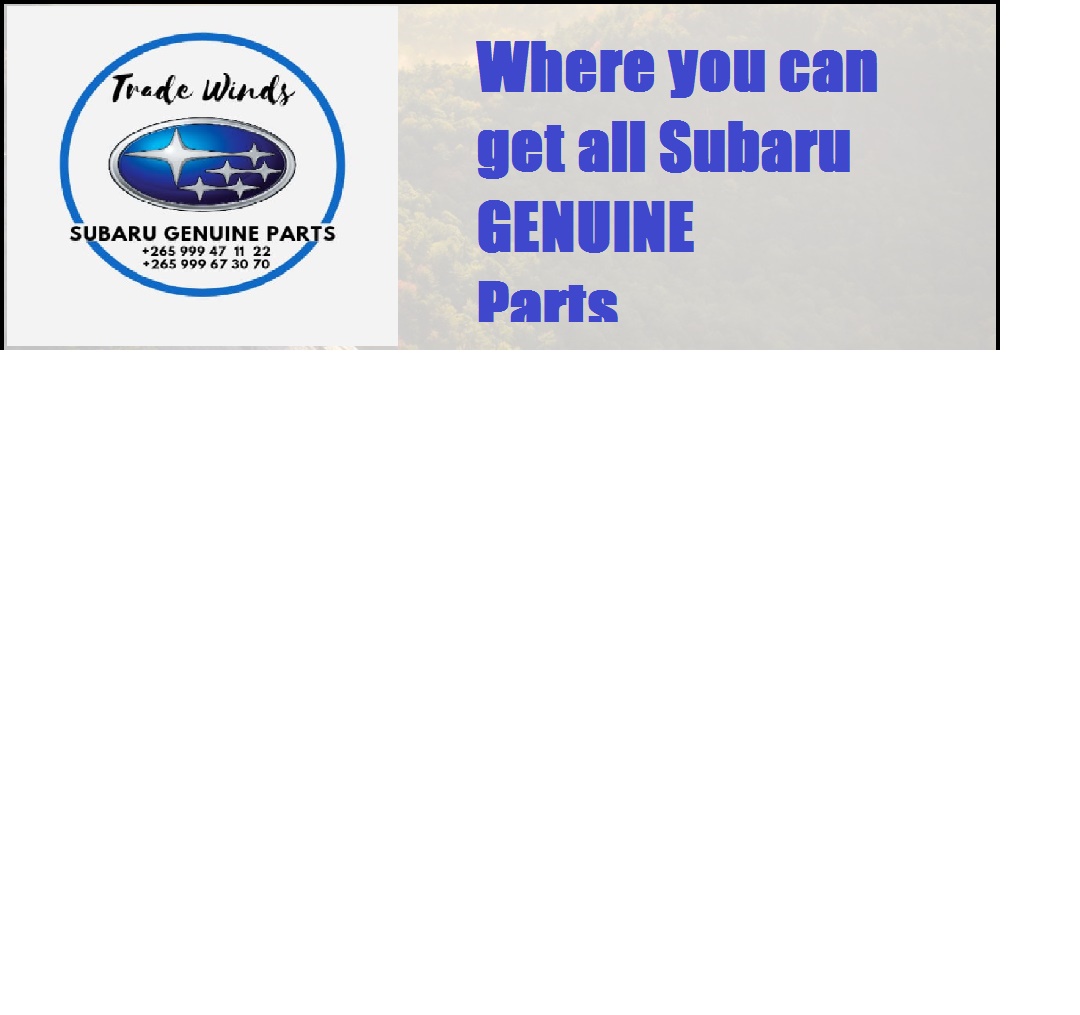 Trade Winds
SUBARU GENUINE PARTS
+265 999 47 11 22
+265 999 67 30 70
Where you can
get all Subaru
GENUINE
Parts